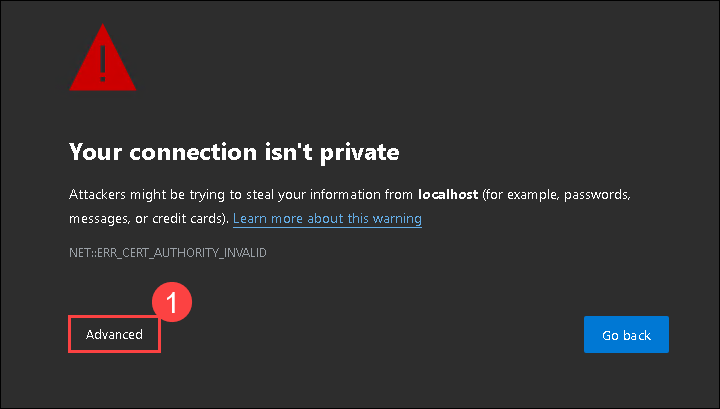 Your connection isn't private
Attackers might be trying to steal your information from localhost (for example, passwords,
messages, or credit cards). Learn more about this warning
NET::ERR_CERT_AUTHORITY_INVALID
1
Advanced
Go back